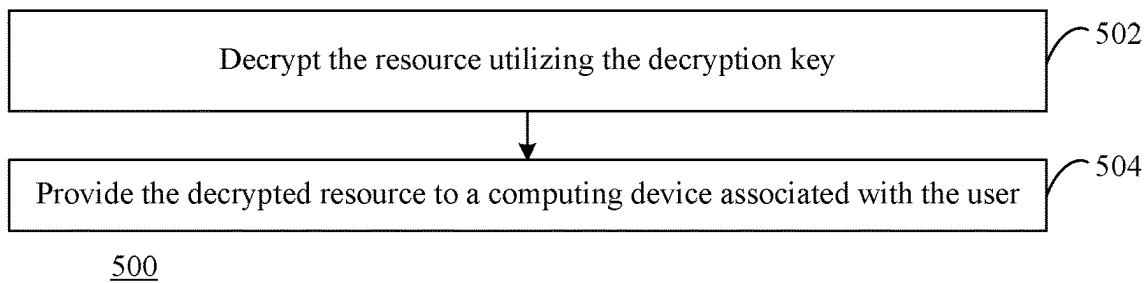 Decrypt the resource utilizing the decryption key
502
Provide the decrypted resource to a computing device associated with the user
504
500